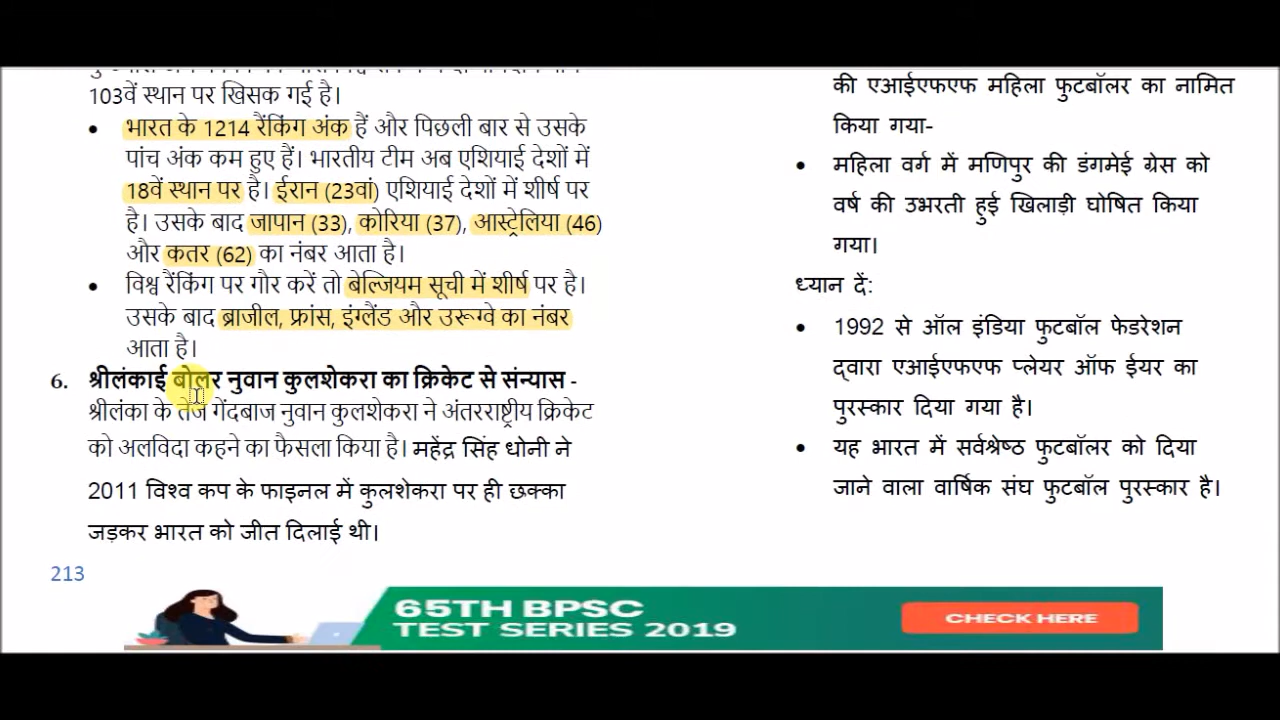 103वें स्थान पर खिसक गई है।
• भारत के 1214 रैंकिंग अंक हैं और पिछली बार से उसके
पांच अंक कम हुए हैं। भारतीय टीम अब एशियाई देशों में
18वें स्थान पर है। ईरान (23वां) एशियाई देशों में शीर्ष पर
है। उसके बाद जापान (33), कोरिया (37), आस्ट्रेलिया (46)
और कतर (62) का नंबर आता है।
• विश्व रैंकिंग पर गौर करें तो बेल्जियम सूची में शीर्ष पर है।
उसके बाद ब्राजील, फ्रांस, इंग्लैंड और उरूग्वे का नंबर
आता है।
6. श्रीलंकाई बोलर नुवान कुलशेकरा का क्रिकेट से संन्यास -
श्रीलंका के तेज गेंदबाज नुवान कुलशेकरा ने अंतरराष्ट्रीय क्रिकेट
को अलविदा कहने का फैसला किया है। महेंद्र सिंह धोनी ने
2011 विश्व कप के फाइनल में कुलशेकरा पर ही छक्का
जड़कर भारत को जीत दिलाई थी।
213
की एआईएफएफ महिला फुटबॉलर का नामित
किया गया-
• महिला वर्ग में मणिपुर की डंगमेई ग्रेस को
वर्ष की उभरती हुई खिलाड़ी घोषित किया
गया।
ध्यान दें:
• 1992 से ऑल इंडिया फुटबॉल फेडरेशन
द्वारा एआईएफएफ प्लेयर ऑफ ईयर का
पुरस्कार दिया गया है।
• यह भारत में सर्वश्रेष्ठ फुटबॉलर को दिया
जाने वाला वार्षिक संघ फुटबॉल पुरस्कार है।
65TH BPSC
TEST SERIES 2019
CHECK HERE